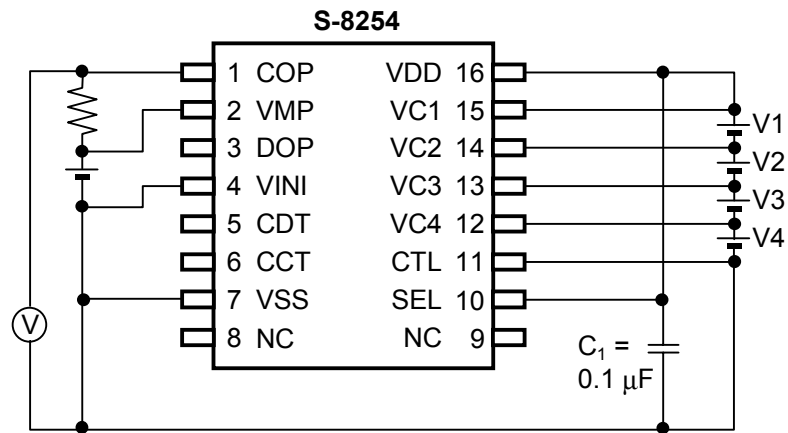 S-8254
1 COP VDD 16
2 VMP VC1 15
3 DOP VC2 14
4 VINI VC3 13
5 CDT VC4 12
6 CCT CTL 11
7 VSS SEL 10
8 NC NC 9
V1
V2
V3
V4
V
C₁ =
0.1 μF